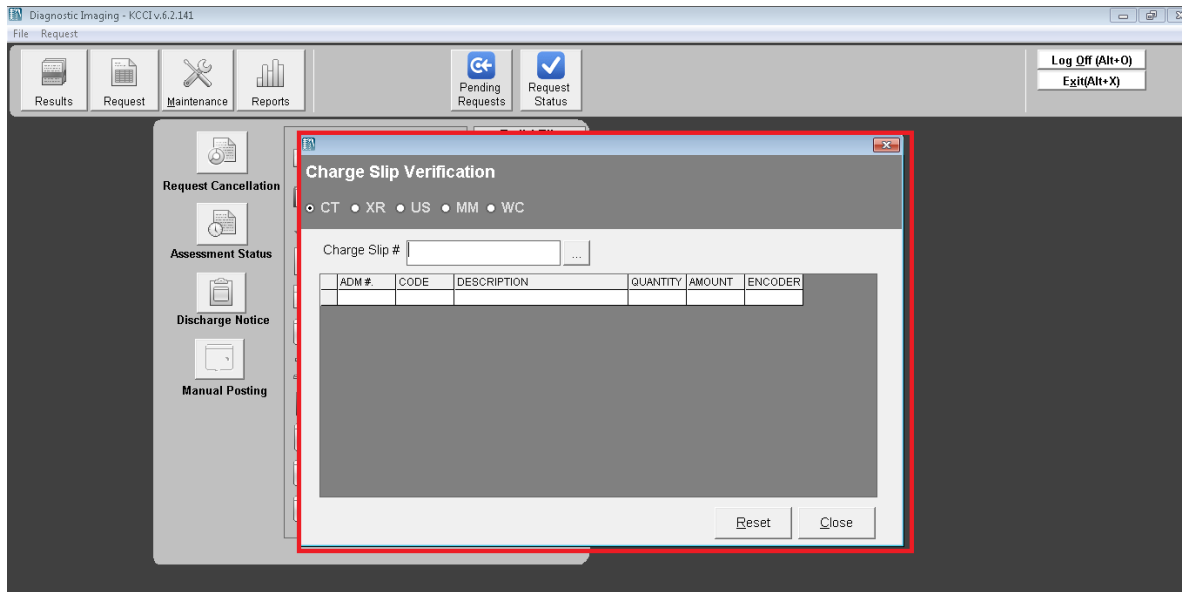 Diagnostic Imaging - KCCI v.6.2.141
File Request
Results Request Maintenance Reports
Pending Requests
Request Status
Log Off (Alt+O)
Exit(Alt+X)
Request Cancellation
Assessment Status
Discharge Notice
Manual Posting
Charge Slip Verification
CT XR US MM WC
Charge Slip # ...
ADM #. CODE DESCRIPTION QUANTITY AMOUNT ENCODER
Reset Close